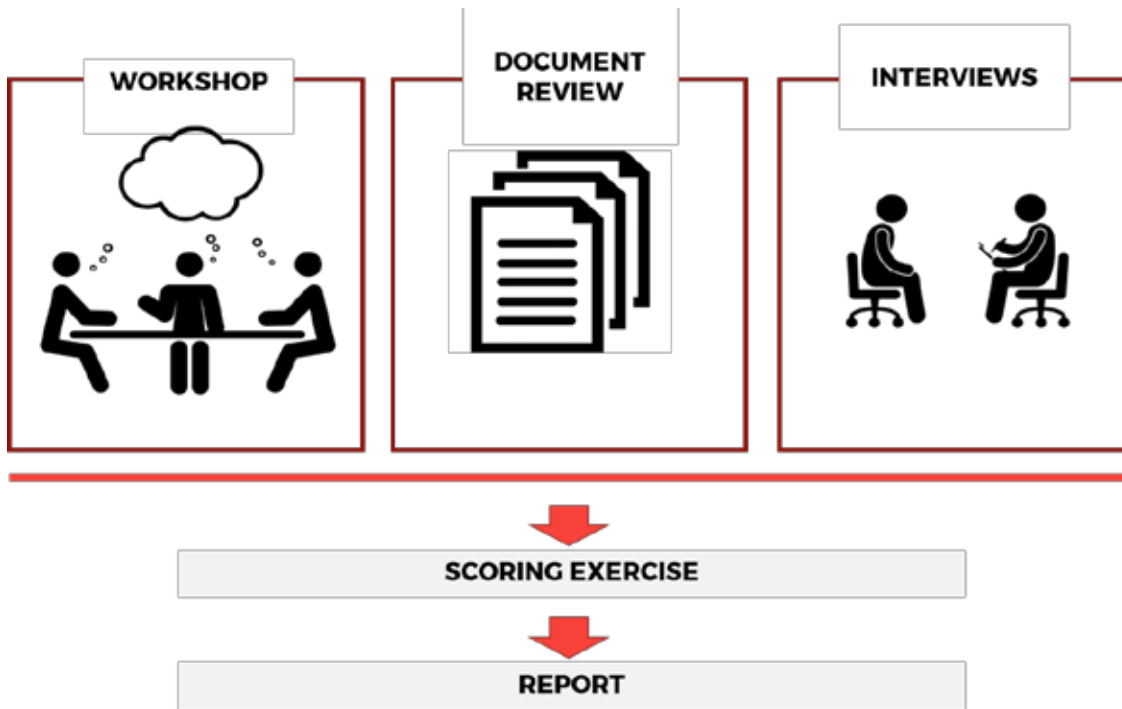 WORKSHOP
DOCUMENT
REVIEW
INTERVIEWS
SCORING EXERCISE
REPORT